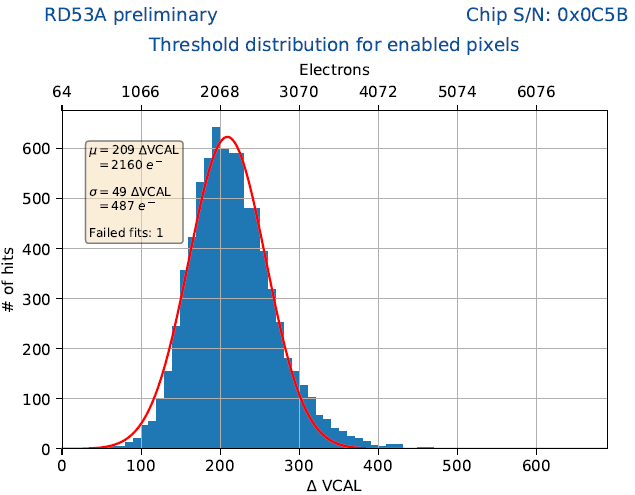 RD53A preliminary
Chip S/N: 0x0C5B
Threshold distribution for enabled pixels
Electrons
64 1066 2068 3070 4072 5074 6076
μ = 209 ΔVCAL
= 2160 e⁻
σ = 49 ΔVCAL
= 487 e⁻
Failed fits: 1
# of hits
600
500
400
300
200
100
0
0 100 200 300 400 500 600
Δ VCAL